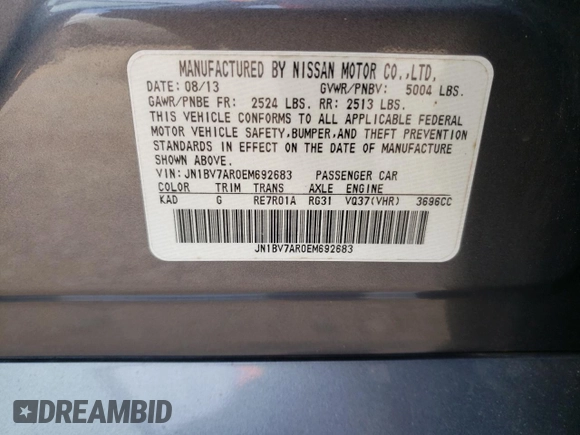 MANUFACTURED BY NISSAN MOTOR CO.,LTD.
DATE: 08/13 GVWR/PNBV: 5004 LBS.
GAWR/PNBE FR: 2524 LBS. RR: 2513 LBS.
THIS VEHICLE CONFORMS TO ALL APPLICABLE FEDERAL
MOTOR VEHICLE SAFETY,BUMPER,AND THEFT PREVENTION
STANDARDS IN EFFECT ON THE DATE OF MANUFACTURE
SHOWN ABOVE.
VIN: JN1BV7AR0EM692683 PASSENGER CAR
COLOR TRIM TRANS AXLE ENGINE
KAD G RE7R01A RG31 VQ37(VHR) 3696CC
JN1BV7AR0EM692683
DREAMBID